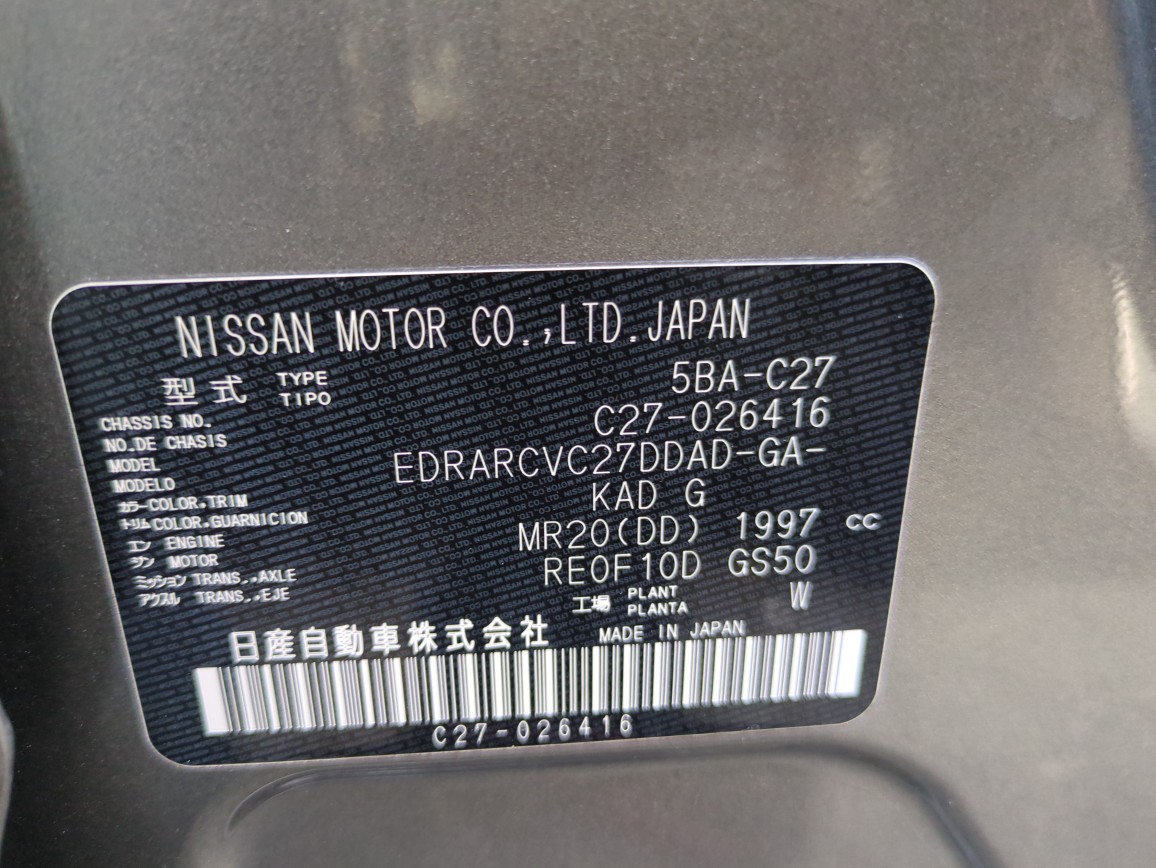 NISSAN MOTOR CO.,LTD.JAPAN
型式 TYPE TIPO 5BA-C27
CHASSIS NO. NO.DE CHASIS C27-026416
MODEL MODELO EDRARCVC27DDAD-GA-
カラー COLOR.TRIM トリム COLOR.GUARNICION KAD G
エンジン ENGINE MOTOR MR20(DD) 1997 CC
ミッション TRANS..AXLE アクスル TRANS..EJE RE0F10D GS50
工場 PLANT PLANTA W
日産自動車株式会社 MADE IN JAPAN
C27-026416